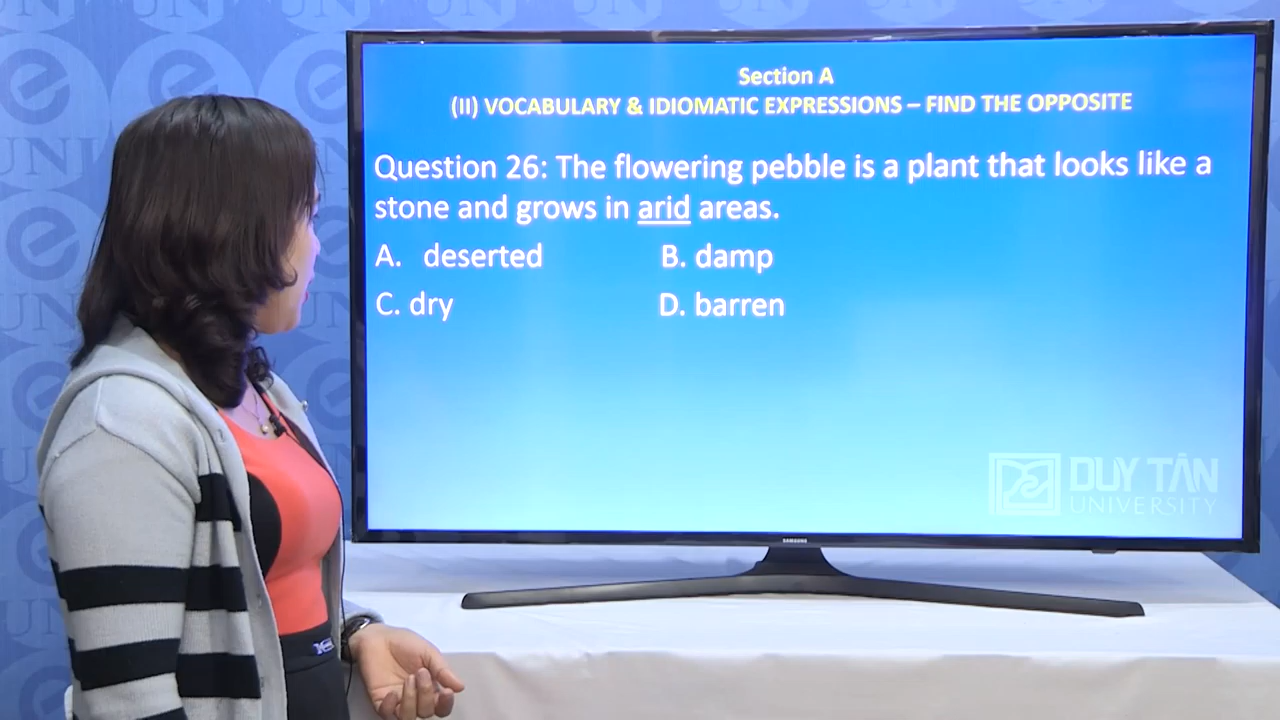 Section A
(II) VOCABULARY & IDIOMATIC EXPRESSIONS – FIND THE OPPOSITE
Question 26: The flowering pebble is a plant that looks like a
stone and grows in arid areas.
A. deserted B. damp
C. dry D. barren
DUY TÂN
UNIVERSITY
SAMSUNG